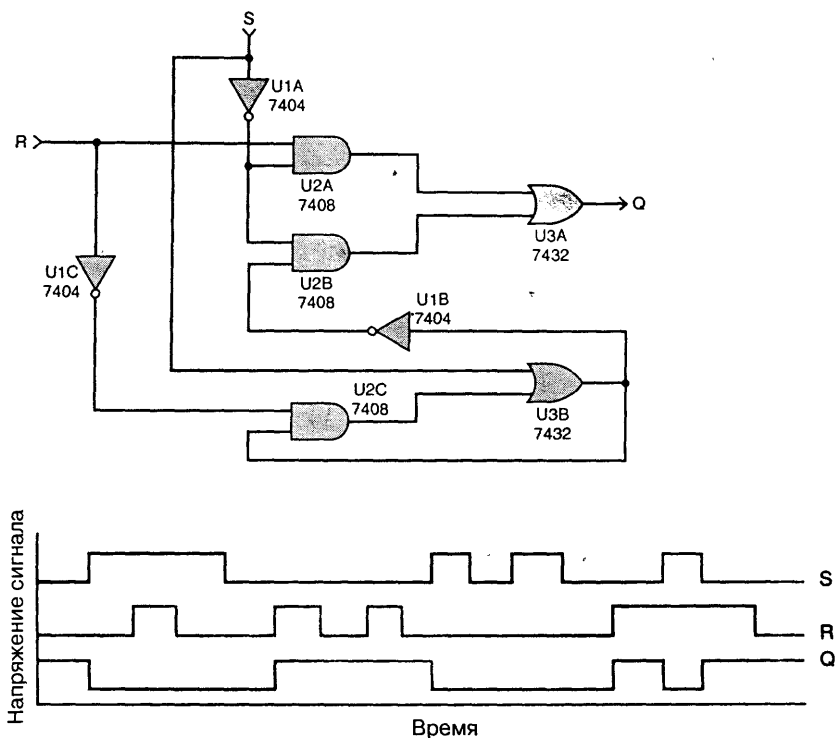 S
U1A
7404
R
U2A
7408
Q
U3A
7432
U1C
7404
U2B
7408
U1B
7404
U2C
7408
U3B
7432
Напряжение сигнала
S
R
Q
Время